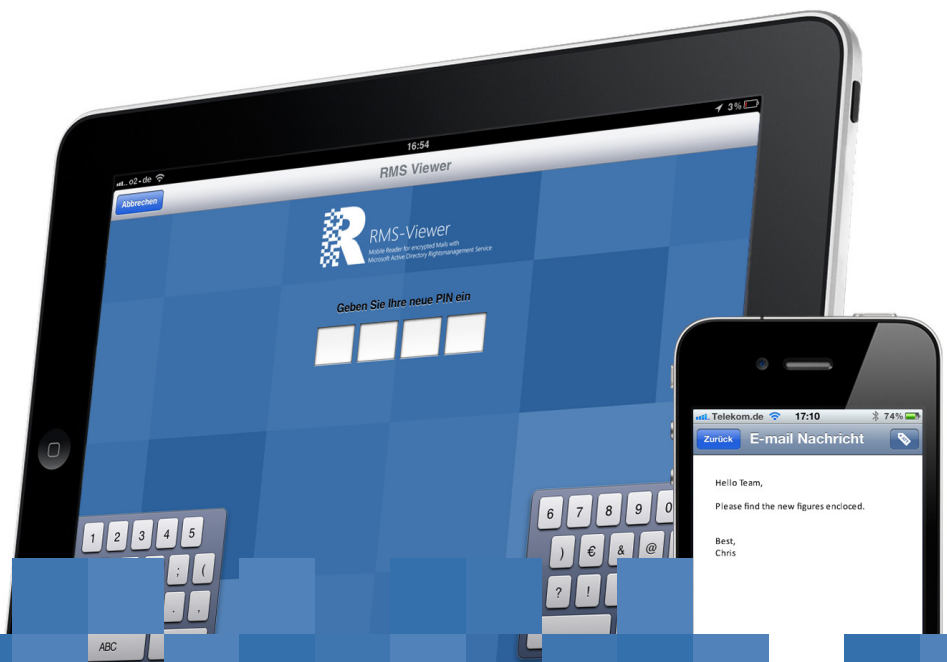 o2-de
16:54
3%
Abbrechen
RMS Viewer
R
RMS-Viewer
Mobile Reader for encrypted Mails with
Microsoft Active Directory Rightsmanagement Service
Geben Sie Ihre neue PIN ein
1 2 3 4 5
; (
. ,
ABC
6 7 8 9 0
) € & @
? !
Telekom.de 17:10 74%
Zurück E-mail Nachricht
Hello Team,
Please find the new figures encloced.
Best,
Chris